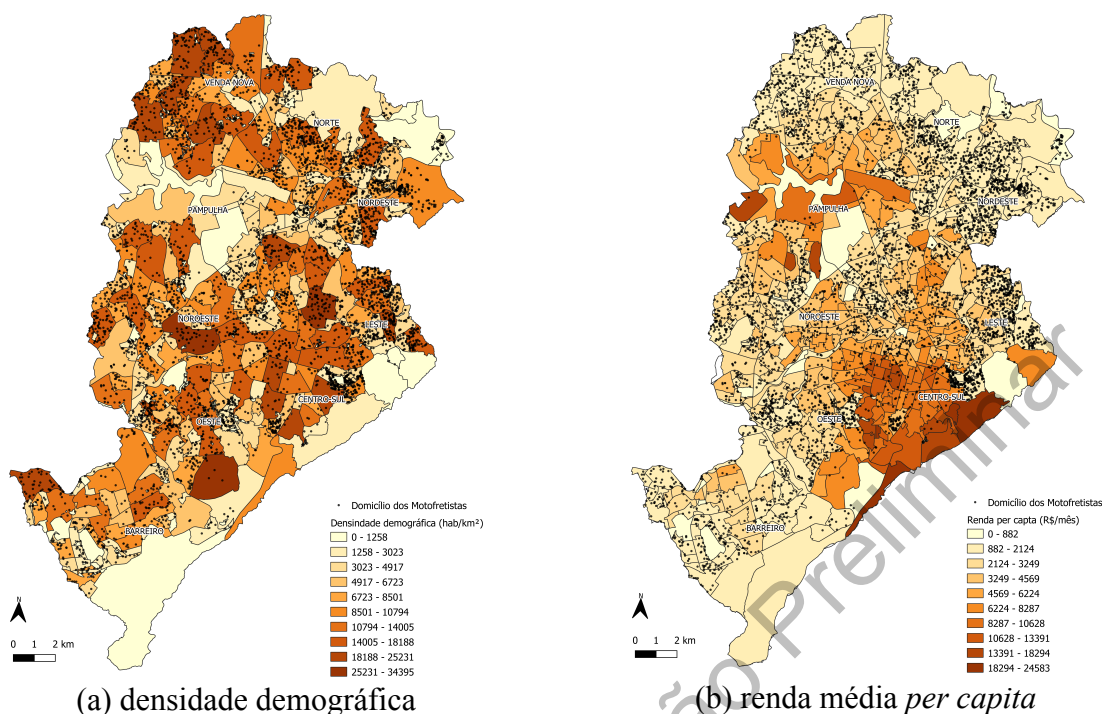 VENDA NOVA
NORTE
NORDESTE
PAMPULHA
NOROESTE
LESTE
CENTRO-SUL
OESTE
BARREIRO
N
0 1 2 km
• Domicílio dos Motofretistas
Densindade demográfica (hab/km²)
0 - 1258
1258 - 3023
3023 - 4917
4917 - 6723
6723 - 8501
8501 - 10794
10794 - 14005
14005 - 18188
18188 - 25231
25231 - 34395
(a) densidade demográfica
VENDA NOVA
NORTE
NORDESTE
PAMPULHA
NOROESTE
LESTE
CENTRO-SUL
OESTE
BARREIRO
N
0 1 2 km
• Domicílio dos Motofretistas
Renda per capta (R$/mês)
0 - 882
882 - 2124
2124 - 3249
3249 - 4569
4569 - 6224
6224 - 8287
8287 - 10628
10628 - 13391
13391 - 18294
18294 - 24583
(b) renda média per capita
ão Preliminar